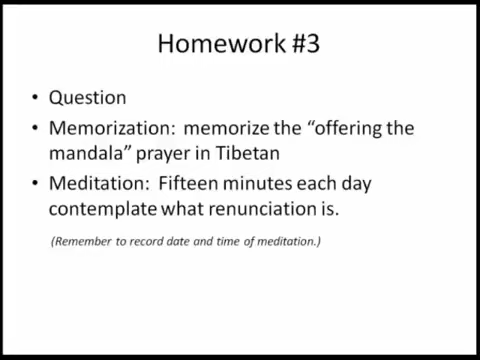 Homework #3
• Question
• Memorization:  memorize the “offering the
mandala” prayer in Tibetan
• Meditation:  Fifteen minutes each day
contemplate what renunciation is.
(Remember to record date and time of meditation.)